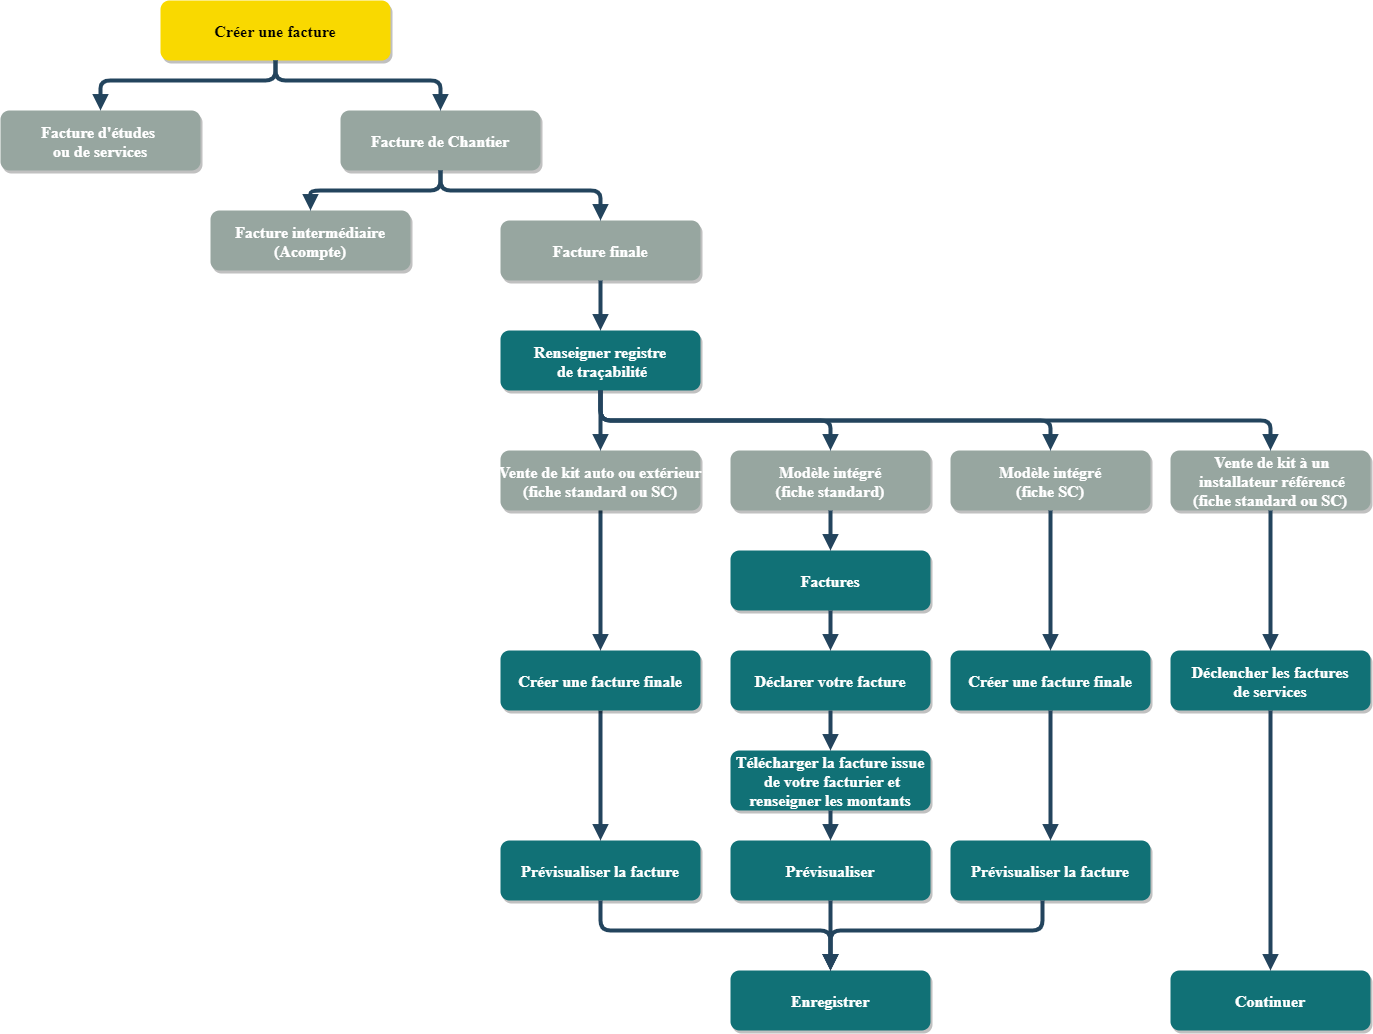 Créer une facture
Facture d'études
ou de services
Facture de Chantier
Facture intermédiaire
(Acompte)
Facture finale
Renseigner registre
de traçabilité
Vente de kit auto ou extérieur
(fiche standard ou SC)
Modèle intégré
(fiche standard)
Modèle intégré
(fiche SC)
Vente de kit à un
installateur référencé
(fiche standard ou SC)
Factures
Créer une facture finale
Déclarer votre facture
Créer une facture finale
Déclencher les factures
de services
Télécharger la facture issue
de votre facturier et
renseigner les montants
Prévisualiser la facture
Prévisualiser
Prévisualiser la facture
Enregistrer
Continuer